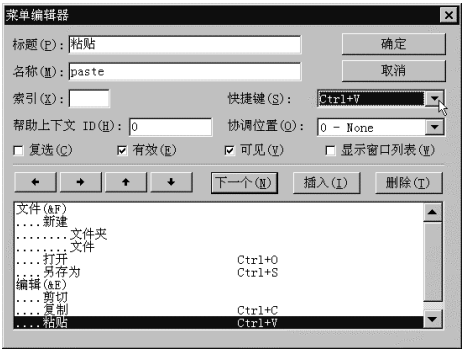 菜单编辑器
标题(P): 粘贴 确定
名称(M): paste 取消
索引(X): 快捷键(S): Ctrl+V
帮助上下文 ID(H): 0 协调位置(O): 0 - None
复选(C) 有效(E) 可见(V) 显示窗口列表(W)
下一个(N) 插入(I) 删除(T)
文件(&F)
....新建
........文件夹
........文件
....打开 Ctrl+O
....另存为 Ctrl+S
编辑(&E)
....剪切
....复制 Ctrl+C
....粘贴 Ctrl+V